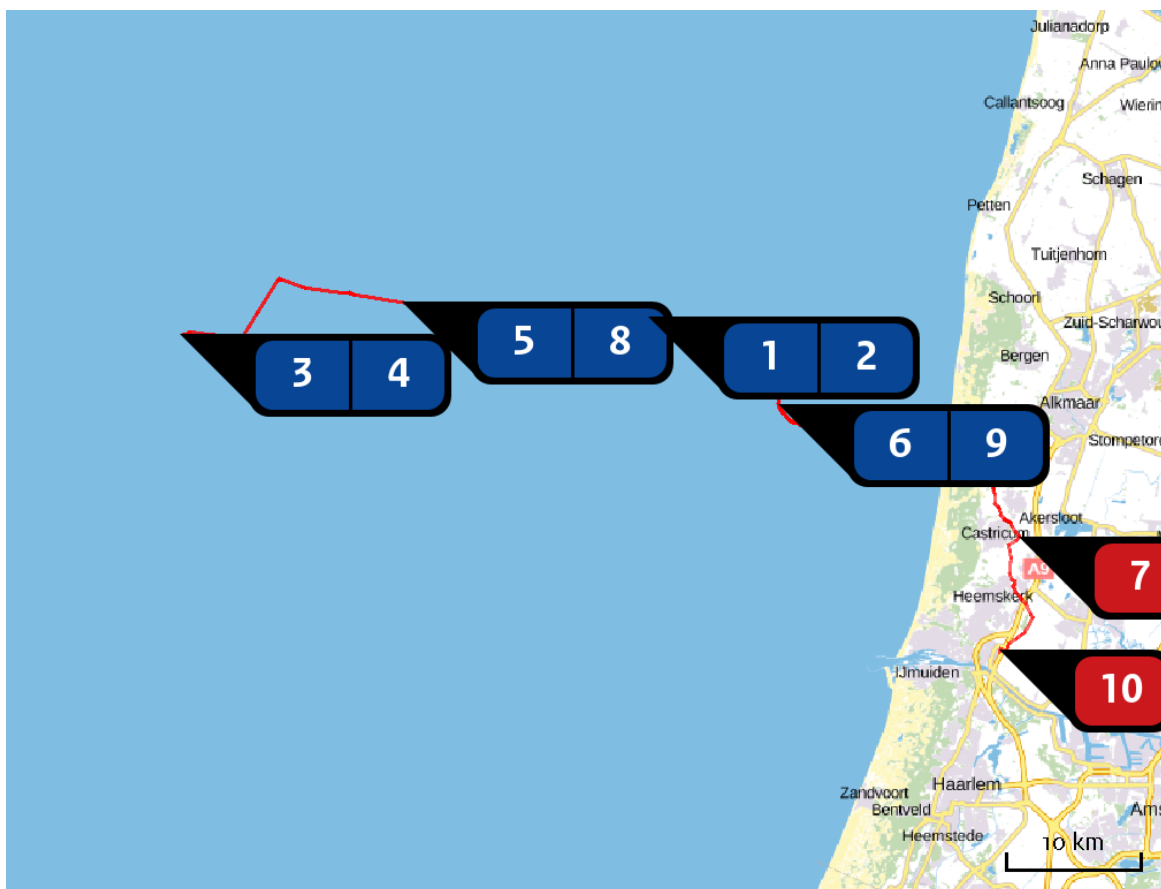 Julianadorp
Anna Paulow
Callantsoog
Wierin
Schagen
Petten
Tuitjenhorn
Schoorl
Zuid-Scharwou
5 8
1 2
Bergen
3 4
Alkmaar
6 9
Stompetore
Akersloot
Castricum
A9
7
Heemskerk
IJmuiden
10
Haarlem
Zandvoort
Bentveld
Ams
Heemstede
10 km